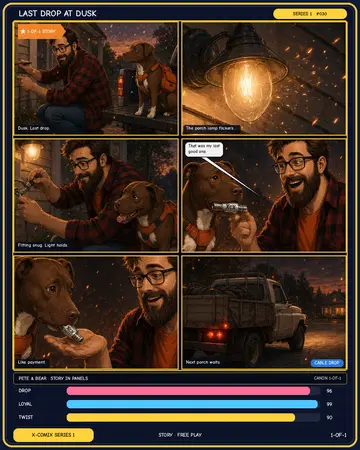 LAST DROP AT DUSK
SERIES 1 #039
★ 1-OF-1 STORY
Dusk. Last drop.
The porch lamp flickers...
Fitting snug. Light holds.
That was my last
good one.
Like payment.
Next porch waits.
CABLE DROP
PETE & BEAR · STORY IN PANELS
CANON 1-OF-1
DROP 96
LOYAL 99
TWIST 90
X-COMIX SERIES 1
STORY · FREE PLAY
1-OF-1